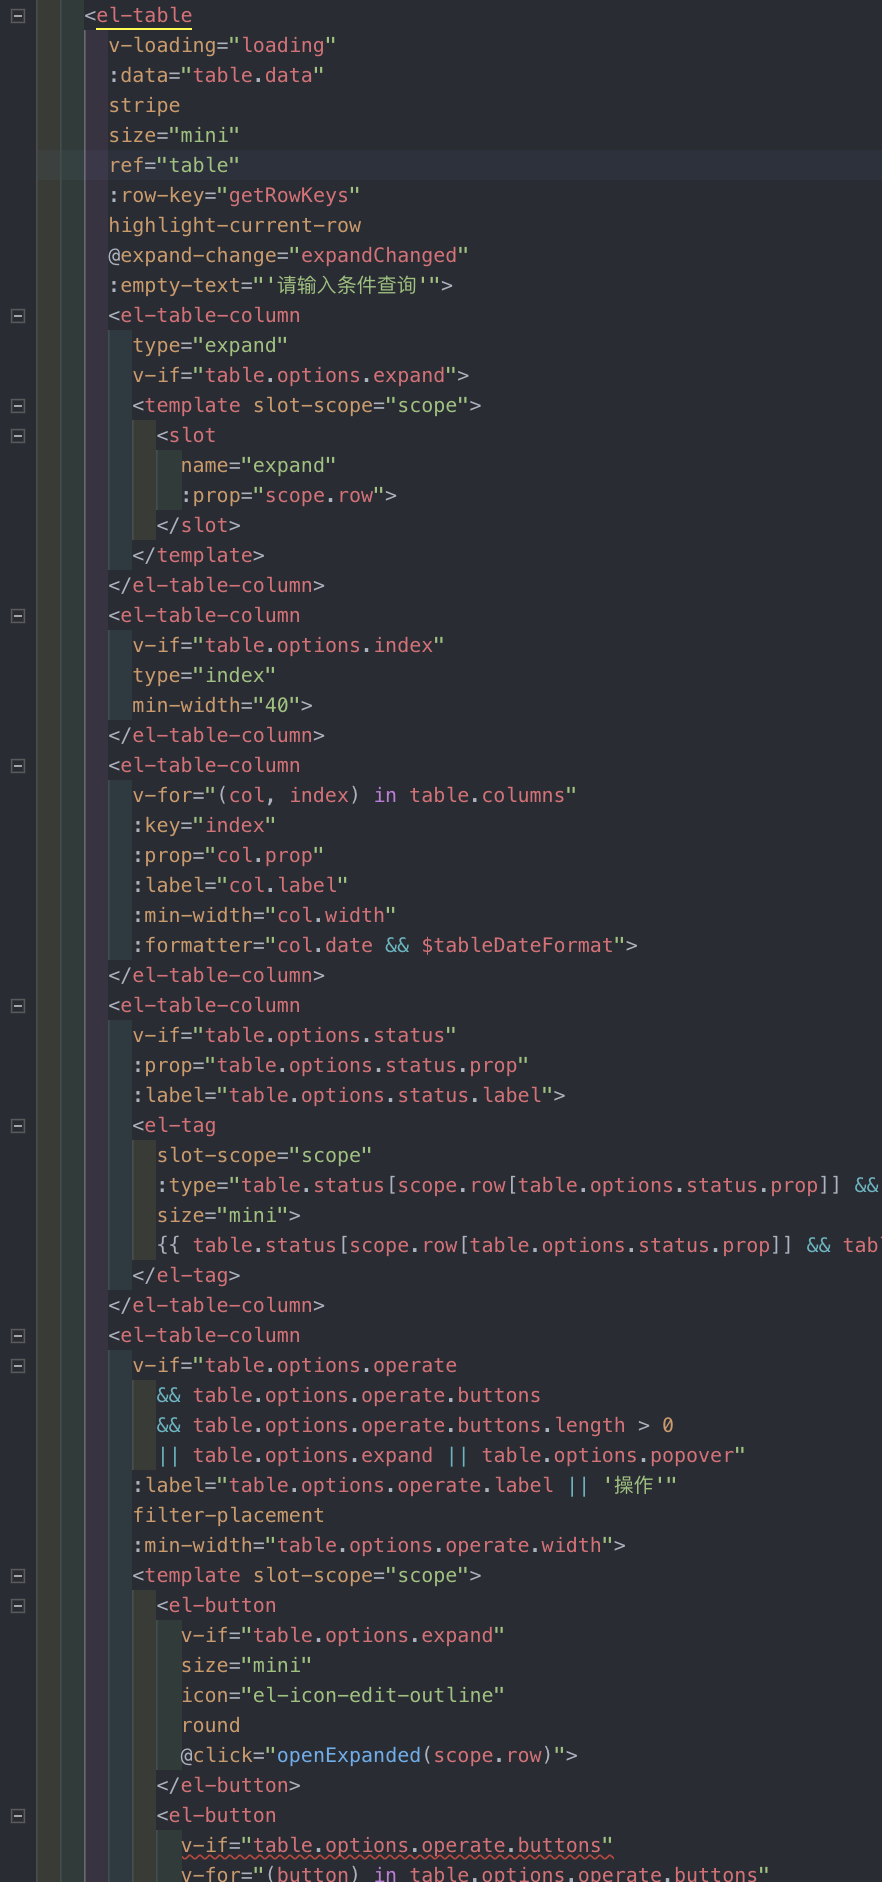 <el-table
v-loading="loading"
:data="table.data"
stripe
size="mini"
ref="table"
:row-key="getRowKeys"
highlight-current-row
@expand-change="expandChanged"
:empty-text="'请输入条件查询'">
<el-table-column
type="expand"
v-if="table.options.expand">
<template slot-scope="scope">
<slot
name="expand"
:prop="scope.row">
</slot>
</template>
</el-table-column>
<el-table-column
v-if="table.options.index"
type="index"
min-width="40">
</el-table-column>
<el-table-column
v-for="(col, index) in table.columns"
:key="index"
:prop="col.prop"
:label="col.label"
:min-width="col.width"
:formatter="col.date && $tableDateFormat">
</el-table-column>
<el-table-column
v-if="table.options.status"
:prop="table.options.status.prop"
:label="table.options.status.label">
<el-tag
slot-scope="scope"
:type="table.status[scope.row[table.options.status.prop]] &&
size="mini">
{{ table.status[scope.row[table.options.status.prop]] && tabl
</el-tag>
</el-table-column>
<el-table-column
v-if="table.options.operate
&& table.options.operate.buttons
&& table.options.operate.buttons.length > 0
|| table.options.expand || table.options.popover"
:label="table.options.operate.label || '操作'"
filter-placement
:min-width="table.options.operate.width">
<template slot-scope="scope">
<el-button
v-if="table.options.expand"
size="mini"
icon="el-icon-edit-outline"
round
@click="openExpanded(scope.row)">
</el-button>
<el-button
v-if="table.options.operate.buttons"
v-for="(button) in table.options.operate.buttons"